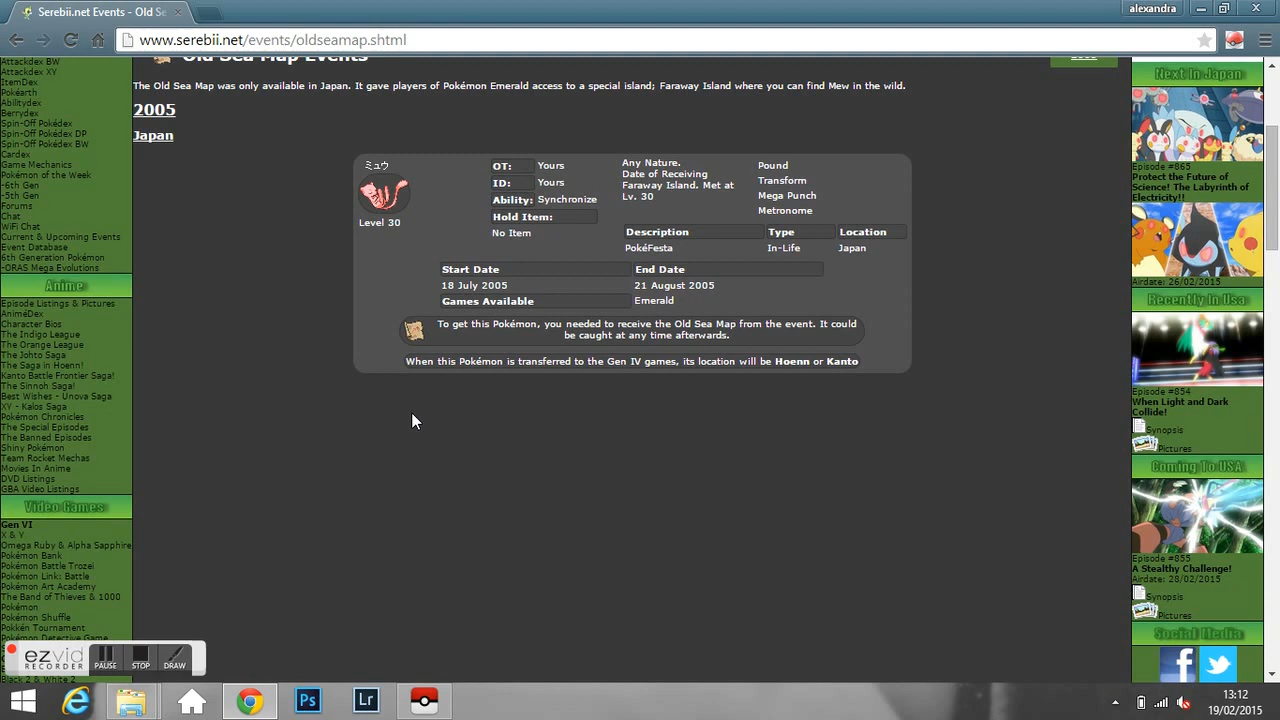 Serebii.net Events - Old Se
alexandra
www.serebii.net/events/oldseamap.shtml
Attackdex BW
Attackdex XY
ItemDex
Pokéarth
Abilitydex
Berrydex
Spin-Off Pokédex
Spin-Off Pokédex DP
Spin-Off Pokédex BW
Cardex
Game Mechanics
Pokémon of the Week
-6th Gen
-5th Gen
Forums
Chat
WiFi Chat
Current & Upcoming Events
Event Database
6th Generation Pokémon
-ORAS Mega Evolutions
Anime:
Episode Listings & Pictures
AniméDex
Character Bios
The Indigo League
The Orange League
The Johto Saga
The Saga in Hoenn!
Kanto Battle Frontier Saga!
The Sinnoh Saga!
Best Wishes - Unova Saga
XY - Kalos Saga
Pokémon Chronicles
The Special Episodes
The Banned Episodes
Shiny Pokémon
Team Rocket Mechas
Movies In Anime
DVD Listings
GBA Video Listings
Video Games:
Gen VI
X & Y
Omega Ruby & Alpha Sapphire
Pokémon Bank
Pokémon Battle Trozei
Pokémon Link: Battle
Pokémon Art Academy
The Band of Thieves & 1000
Pokémon
Pokémon Shuffle
Pokkén Tournament
Pokémon Detective Game
Black 2 & White 2
Old Sea Map Events
The Old Sea Map was only available in Japan. It gave players of Pokémon Emerald access to a special island; Faraway Island where you can find Mew in the wild.
2005
Japan
ミュウ
Level 30
OT: Yours
ID: Yours
Ability: Synchronize
Hold Item:
No Item
Any Nature.
Date of Receiving
Faraway Island. Met at
Lv. 30
Pound
Transform
Mega Punch
Metronome
Description Type Location
PokéFesta In-Life Japan
Start Date End Date
18 July 2005 21 August 2005
Games Available Emerald
To get this Pokémon, you needed to receive the Old Sea Map from the event. It could
be caught at any time afterwards.
When this Pokémon is transferred to the Gen IV games, its location will be Hoenn or Kanto
Next In Japan
Episode #865
Protect the Future of
Science! The Labyrinth of
Electricity!!
Airdate: 26/02/2015
Recently In Usa:
Episode #854
When Light and Dark
Collide!
Synopsis
Pictures
Coming To USA:
Episode #855
A Stealthy Challenge!
Airdate: 28/02/2015
Synopsis
Pictures
Social Media
ezvid
RECORDER
PAUSE
STOP
DRAW
Ps
Lr
13:12
19/02/2015